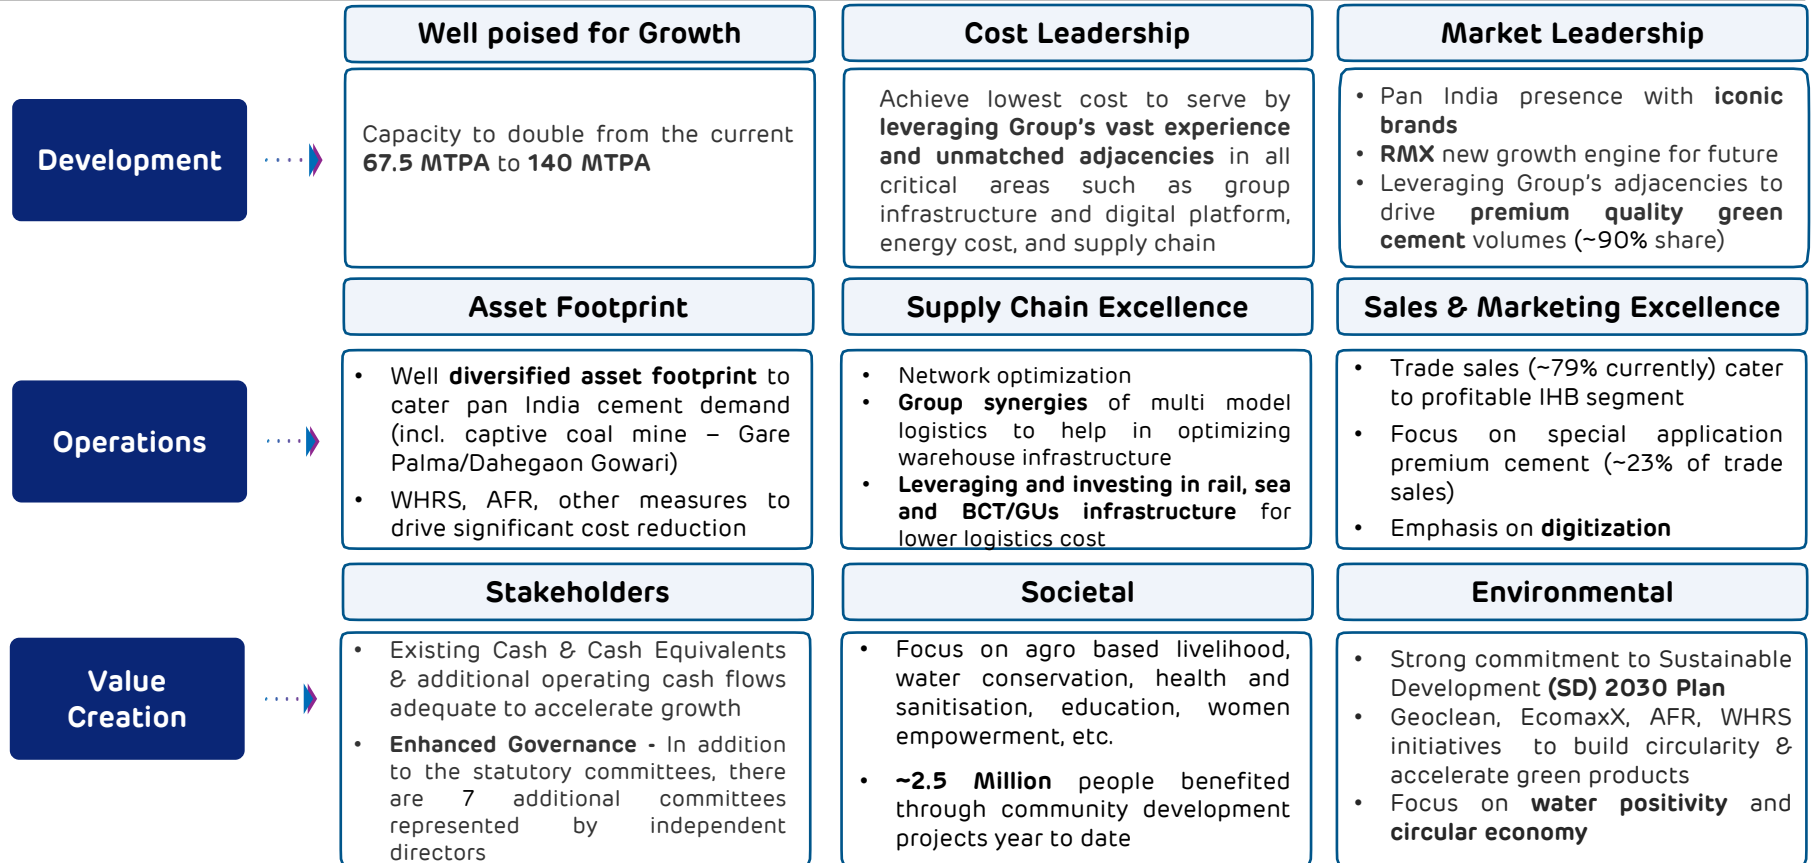 Well poised for Growth
Cost Leadership
Market Leadership
Development
Capacity to double from the current
67.5 MTPA to 140 MTPA
Achieve lowest cost to serve by
leveraging Group's vast experience
and unmatched adjacencies in all
critical areas such as group
infrastructure and digital platform,
energy cost, and supply chain
• Pan India presence with iconic
brands
• RMX new growth engine for future
• Leveraging Group's adjacencies to
drive premium quality green
cement volumes (~90% share)
Asset Footprint
Supply Chain Excellence
Sales & Marketing Excellence
Operations
• Well diversified asset footprint to
cater pan India cement demand
(incl. captive coal mine – Gare
Palma/Dahegaon Gowari)
• WHRS, AFR, other measures to
drive significant cost reduction
• Network optimization
• Group synergies of multi model
logistics to help in optimizing
warehouse infrastructure
• Leveraging and investing in rail, sea
and BCT/GUs infrastructure for
lower logistics cost
• Trade sales (~79% currently) cater
to profitable IHB segment
• Focus on special application
premium cement (~23% of trade
sales)
• Emphasis on digitization
Stakeholders
Societal
Environmental
Value
Creation
• Existing Cash & Cash Equivalents
& additional operating cash flows
adequate to accelerate growth
• Enhanced Governance - In addition
to the statutory committees, there
are 7 additional committees
represented by independent
directors
• Focus on agro based livelihood,
water conservation, health and
sanitisation, education, women
empowerment, etc.
• ~2.5 Million people benefited
through community development
projects year to date
• Strong commitment to Sustainable
Development (SD) 2030 Plan
• Geoclean, EcomaxX, AFR, WHRS
initiatives to build circularity &
accelerate green products
• Focus on water positivity and
circular economy